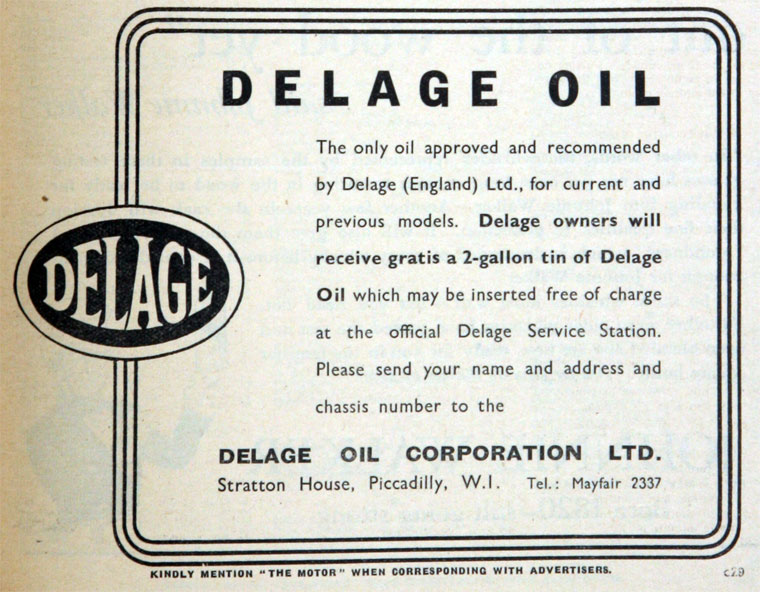 DELAGE OIL
The only oil approved and recommended
by Delage (England) Ltd., for current and
previous models. Delage owners will
receive gratis a 2-gallon tin of Delage
Oil which may be inserted free of charge
at the official Delage Service Station.
Please send your name and address and
chassis number to the
DELAGE
DELAGE OIL CORPORATION LTD.
Stratton House, Piccadilly, W.1. Tel.: Mayfair 2337
KINDLY MENTION "THE MOTOR" WHEN CORRESPONDING WITH ADVERTISERS.
c29